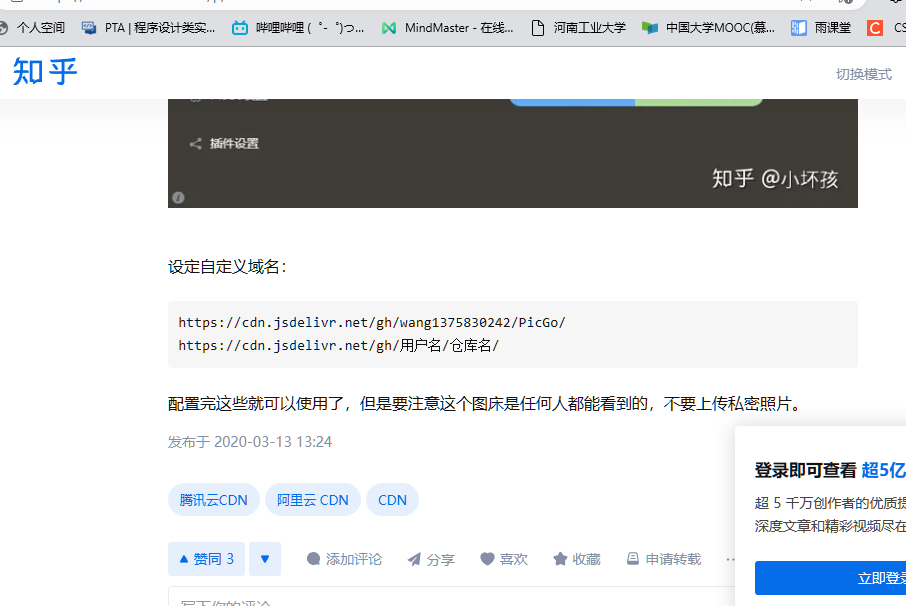 个人空间 PTA | 程序设计类实... 哔哩哔哩 (゜-゜)つ... MindMaster - 在线... 河南工业大学 中国大学MOOC(慕... 雨课堂 CS
知乎
切换模式
插件设置
知乎 @小坏孩
设定自定义域名：
https://cdn.jsdelivr.net/gh/wang1375830242/PicGo/
https://cdn.jsdelivr.net/gh/用户名/仓库名/
配置完这些就可以使用了，但是要注意这个图床是任何人都能看到的，不要上传私密照片。
发布于 2020-03-13 13:24
登录即可查看 超5亿
超 5 千万创作者的优质提
深度文章和精彩视频尽在
腾讯云CDN 阿里云 CDN CDN
赞同 3 添加评论 分享 喜欢 收藏 申请转载 ...
立即登录
写下你的评论